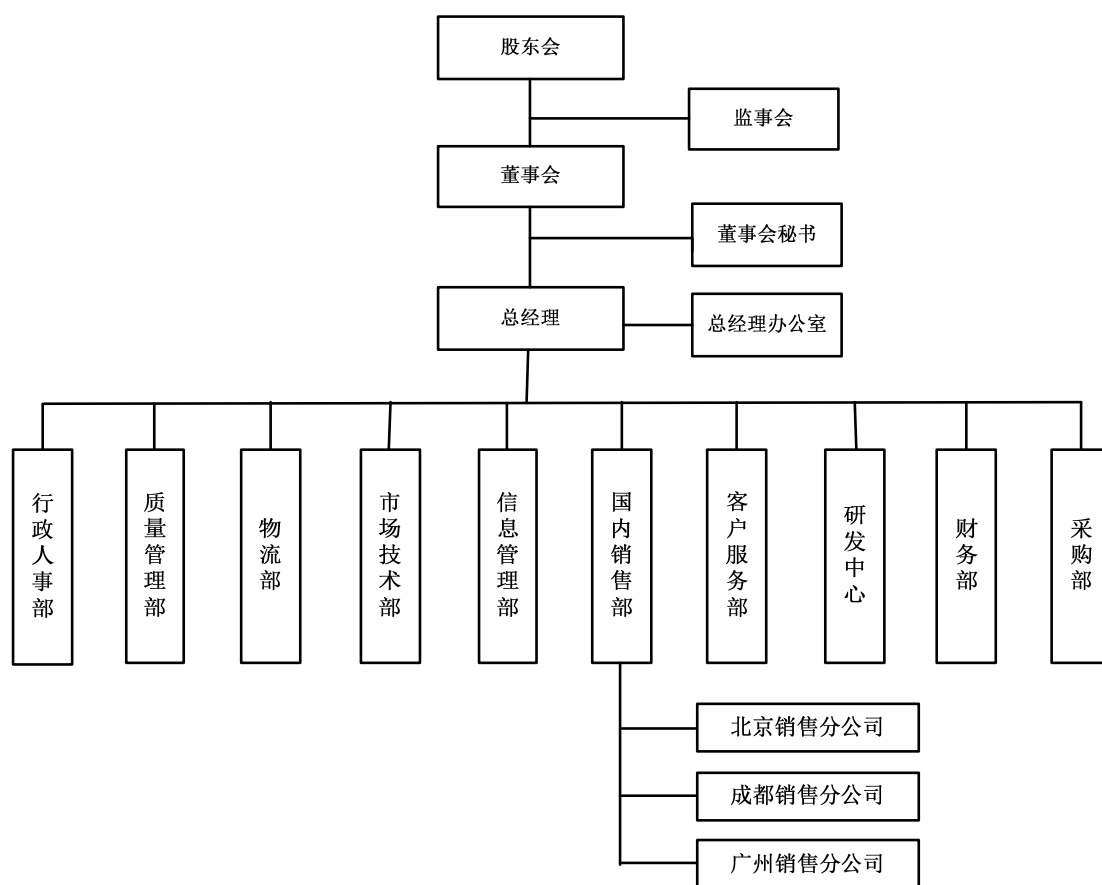 股东会
监事会
董事会
董事会秘书
总经理
总经理办公室
行政人事部
质量管理部
物流部
市场技术部
信息管理部
国内销售部
客户服务部
研发中心
财务部
采购部
北京销售分公司
成都销售分公司
广州销售分公司